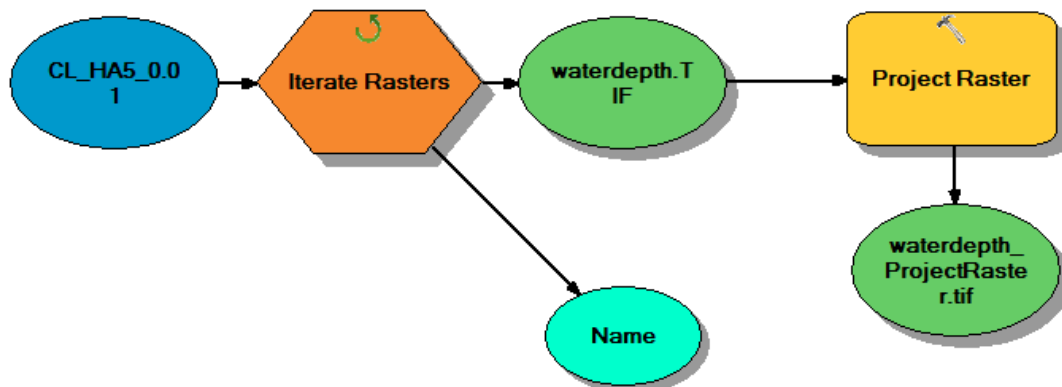 CL_HA5_0.0
1
Iterate Rasters
waterdepth.T
IF
Project Raster
waterdepth_
ProjectRaste
r.tif
Name